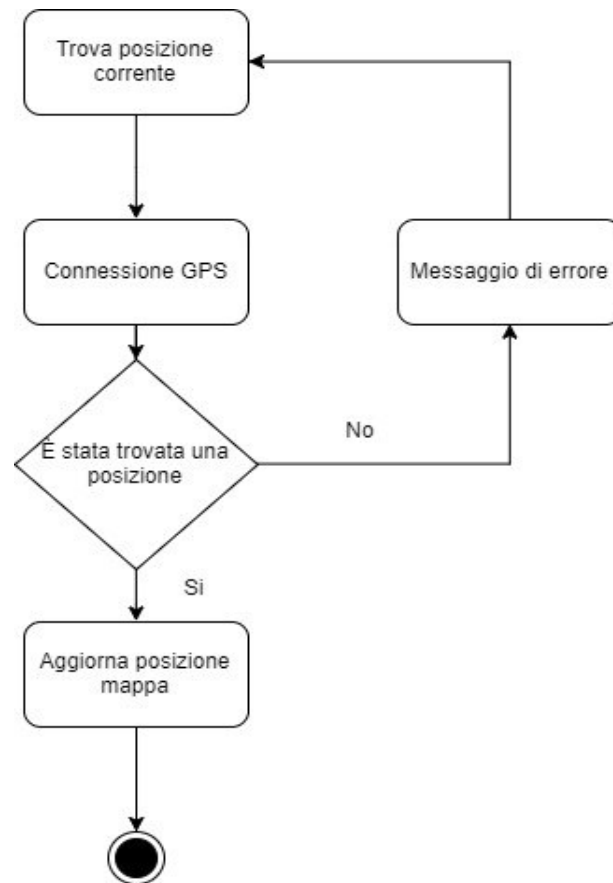 Trova posizione
corrente
Connessione GPS
Messaggio di errore
È stata trovata una
posizione
No
Si
Aggiorna posizione
mappa